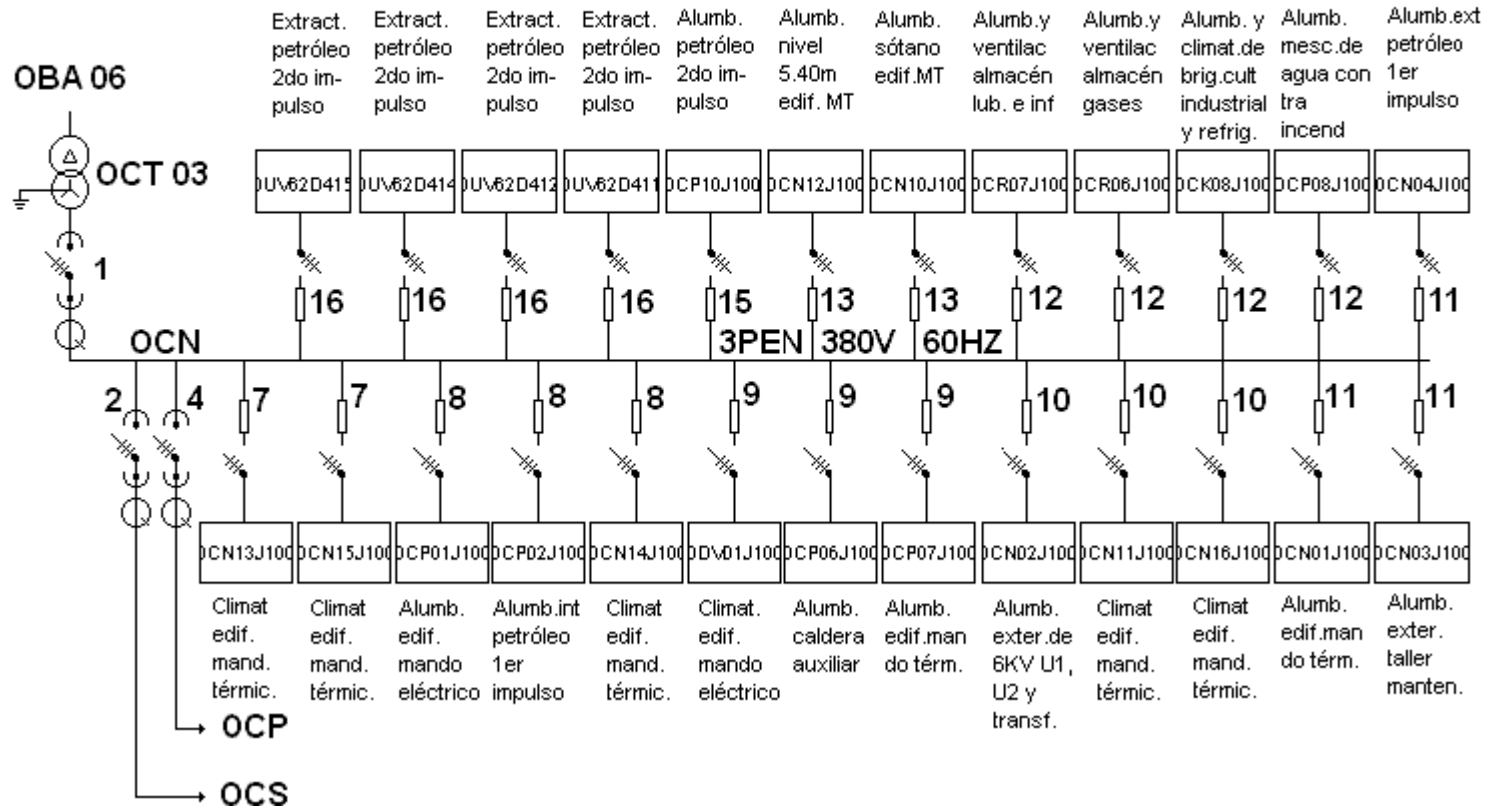 OBA 06
OCT 03
Extract.
petróleo
2do im-
pulso
Extract.
petróleo
2do im-
pulso
Extract.
petróleo
2do im-
pulso
Extract.
petróleo
2do im-
pulso
Alumb.
petróleo
2do im-
pulso
Alumb.
nivel
5.40m
edif. MT
Alumb.
sótano
edif.MT
Alumb.y
ventilac
almacén
lub. e inf
Alumb.y
ventilac
almacén
gases
Alumb. y
climat.de
brig.cult
industrial
y refrig.
Alumb.
mesc.de
agua con
tra
incend
Alumb.ext
petróleo
1er
impulso
0UV62D415
0UV62D414
0UV62D412
0UV62D411
0CP10J100
0CN12J100
0CN10J100
0CR07J100
0CR06J100
0CK08J100
0CP08J100
0CN04J100
1
16
16
16
16
15
13
13
12
12
12
12
11
OCN
3PEN 380V 60HZ
2
4
7
7
8
8
8
9
9
9
10
10
10
11
11
0CN13J100
0CN15J100
0CP01J100
0CP02J100
0CN14J100
0DV01J100
0CP06J100
0CP07J100
0CN02J100
0CN11J100
0CN16J100
0CN01J100
0CN03J100
Climat
edif.
mand.
térmic.
Climat
edif.
mand.
térmic.
Alumb.
edif.
mando
eléctrico
Alumb.int
petróleo
1er
impulso
Climat
edif.
mand.
térmic.
Climat.
edif.
mando
eléctrico
Alumb.
caldera
auxiliar
Alumb.
edif.man
do térm.
Alumb.
exter.de
6KV U1,
U2 y
transf.
Climat
edif.
mand.
térmic.
Climat
edif.
mand.
térmic.
Alumb.
edif.man
do térm.
Alumb.
exter.
taller
manten.
0CP
0CS